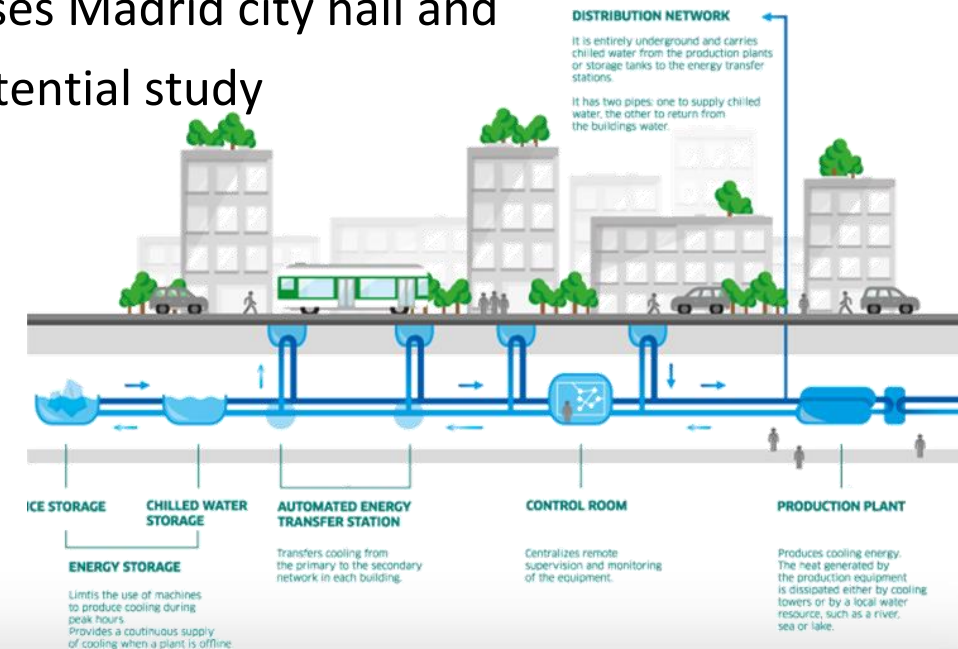 ses Madrid city hall and
tential study
DISTRIBUTION NETWORK
It is entirely underground and carries
chilled water from the production plants
or storage tanks to the energy transfer
stations.
It has two pipes: one to supply chilled
water, the other to return from
the buildings water.
ICE STORAGE
CHILLED WATER
STORAGE
ENERGY STORAGE
Limtis the use of machines
to produce cooling during
peak hours
Provides a coutinuous supply
of cooling when a plant is offline.
AUTOMATED ENERGY
TRANSFER STATION
Transfers cooling from
the primary to the secondary
network in each building.
CONTROL ROOM
Centralizes remote
supervision and monitoring
of the equipment.
PRODUCTION PLANT
Produces cooling energy.
The heat generated by
the production equipment
is dissipated either by cooling
towers or by a local water
resource, such as a river,
sea or lake.